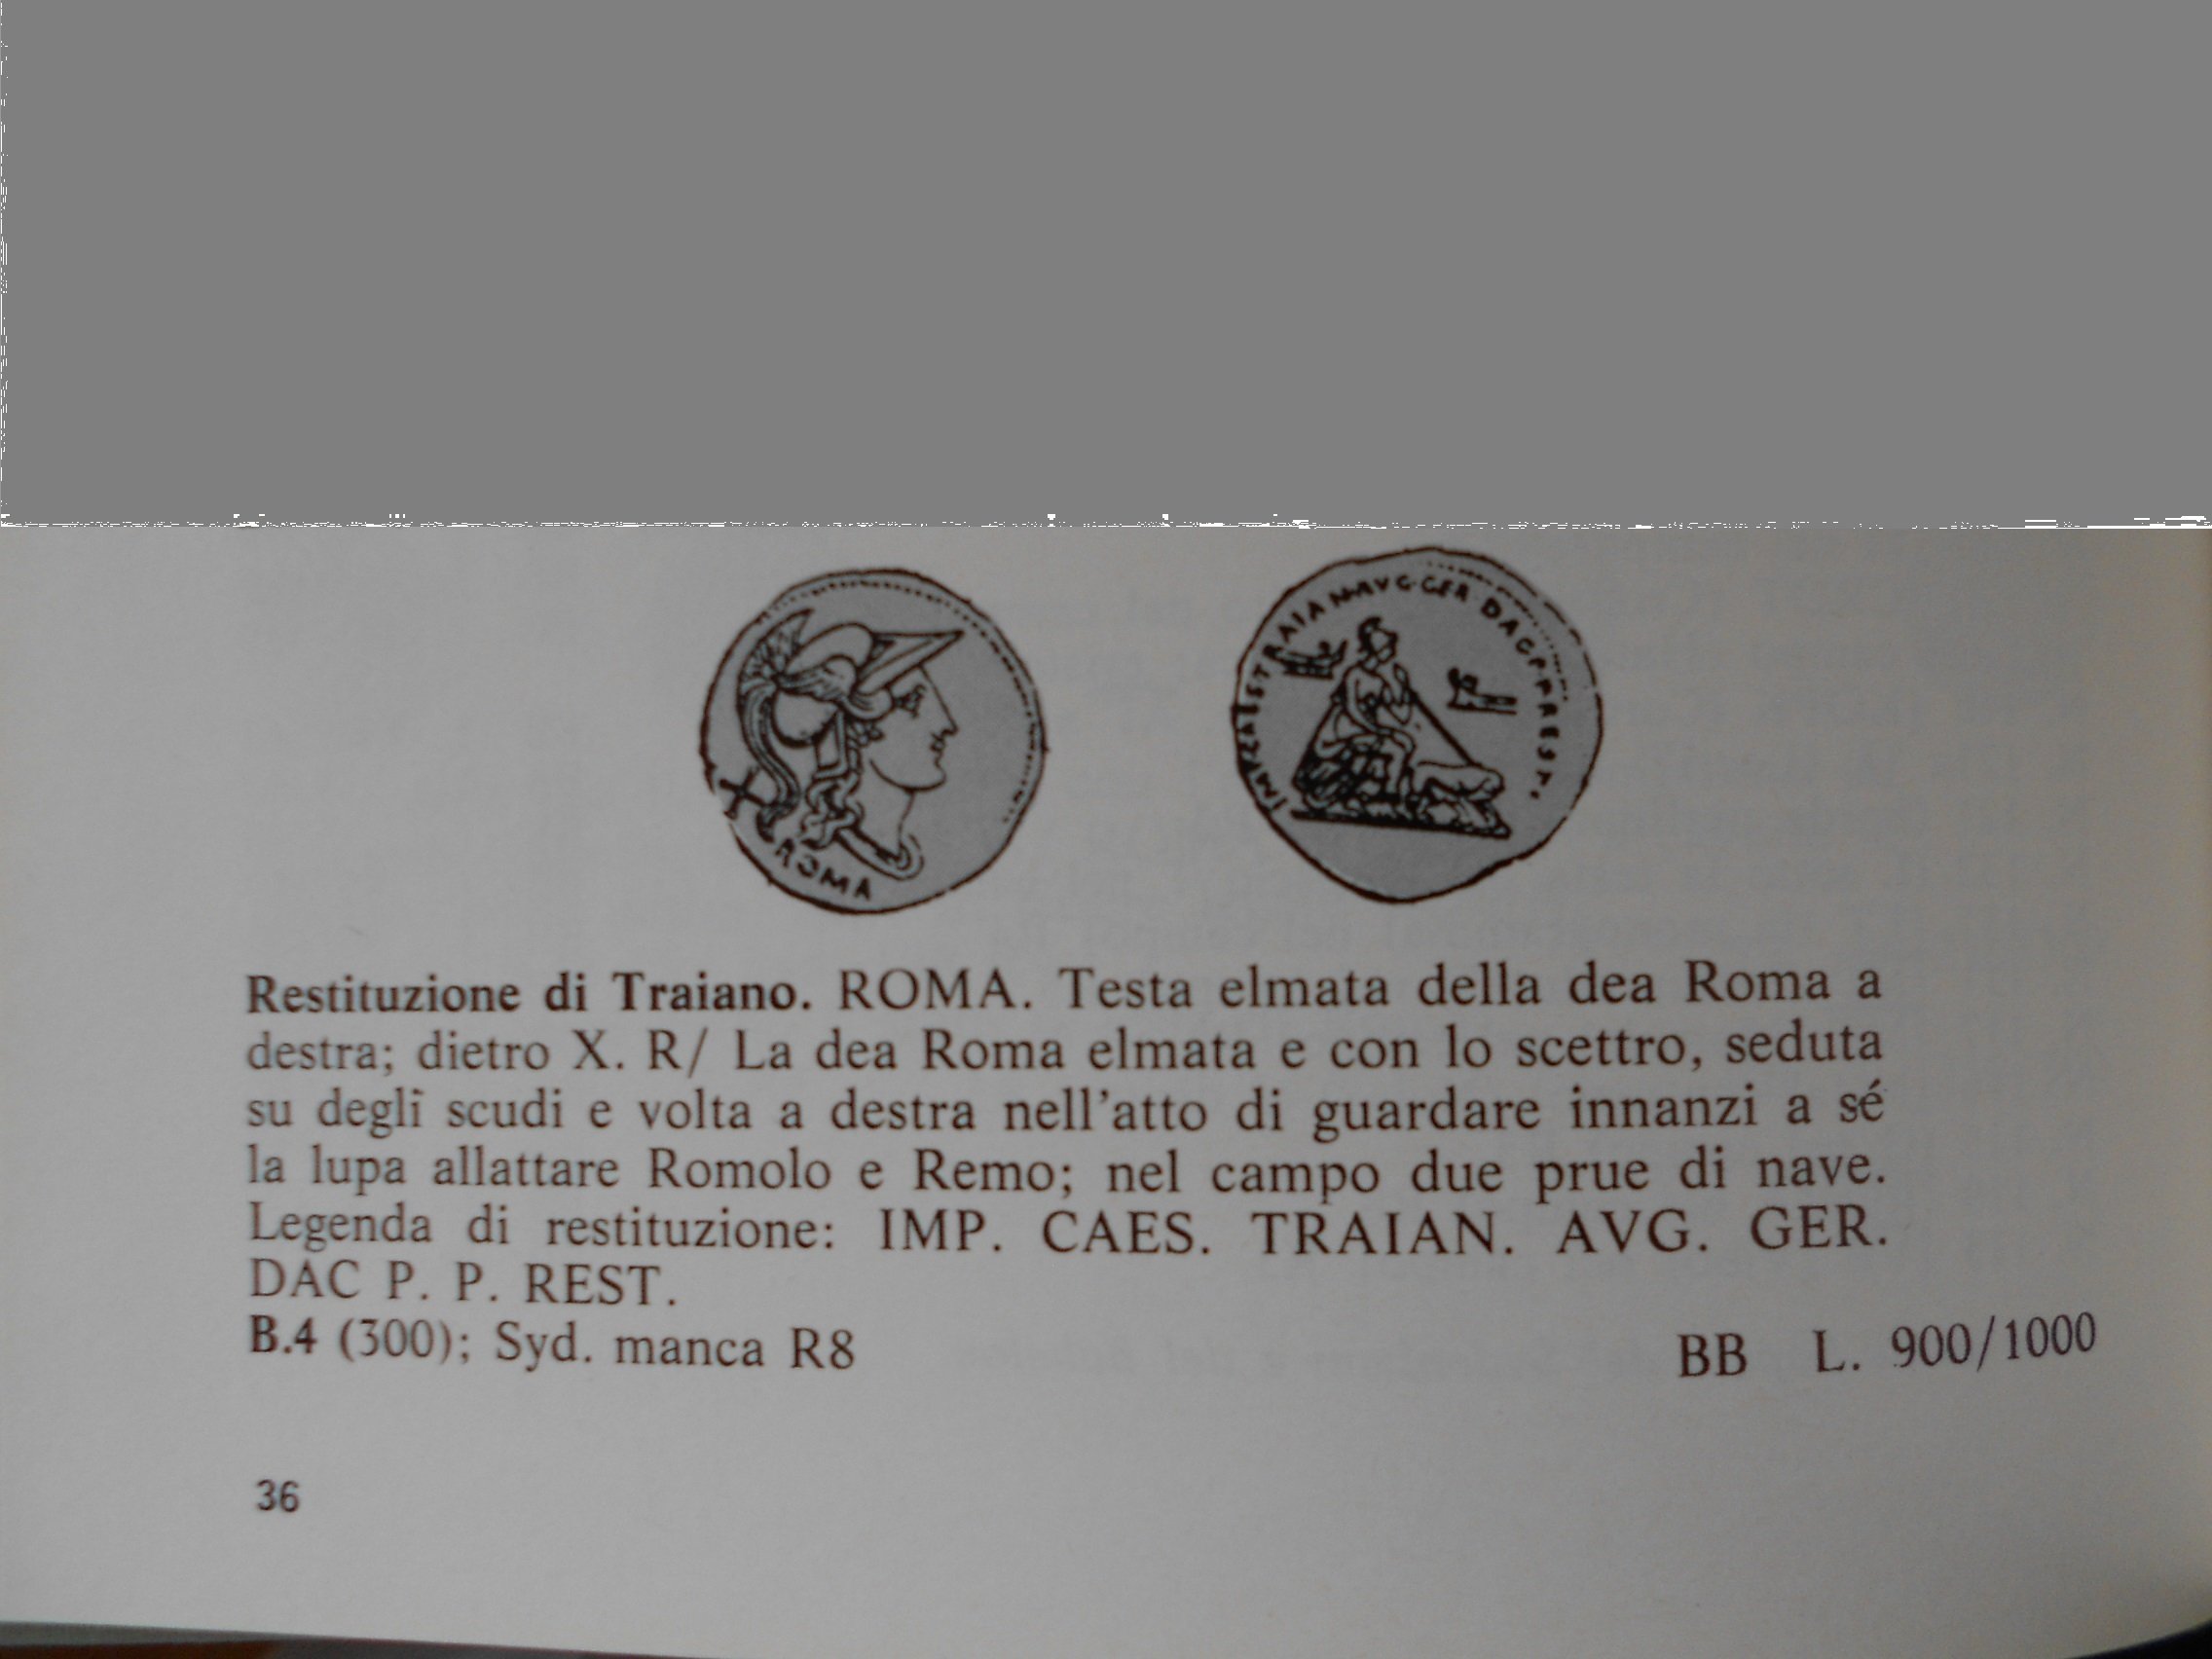 ROMA
Restituzione di Traiano. ROMA. Testa elmata della dea Roma a
destra; dietro X. R/ La dea Roma elmata e con lo scettro, seduta
su degli scudi e volta a destra nell'atto di guardare innanzi a sé
la lupa allattare Romolo e Remo; nel campo due prue di nave.
Legenda di restituzione: IMP. CAES. TRAIAN. AVG. GER.
DAC P. P. REST.
B.4 (300); Syd. manca R8 BB L. 900/1000
36